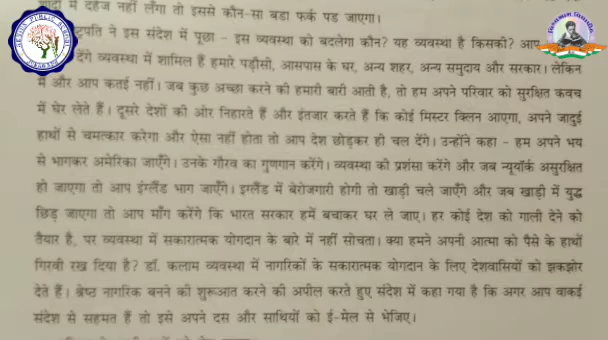 शादी में दहेज नहीं लूँगा तो इससे कौन-सा बड़ा फर्क पड जाएगा।
ट्रपति ने इस संदेश में पूछा - इस व्यवस्था को बदलेगा कौन? यह व्यवस्था है किसकी? आप
देंगे व्यवस्था में शामिल हैं हमारे पड़ौसी, आसपास के घर, अन्य शहर, अन्य समुदाय और सरकार। लेकिन
मैं और आप कतई नहीं। जब कुछ अच्छा करने की हमारी बारी आती है, तो हम अपने परिवार को सुरक्षित कवच
में घेर लेते हैं। दूसरे देशों की ओर निहारते हैं और इंतजार करते हैं कि कोई मिस्टर क्लिन आएगा, अपने जादुई
हाथों से चमत्कार करेगा और ऐसा नहीं होता तो आप देश छोड़कर ही चल देंगे। उन्होंने कहा - हम अपने भय
से भागकर अमेरिका जाएँगे। उनके गौरव का गुणगान करेंगे। व्यवस्था की प्रशंसा करेंगे और जब न्यूयॉर्क असुरक्षित
हो जाएगा तो आप इंग्लैंड भाग जाएँगे। इग्लैंड में बेरोजगारी होगी तो खाड़ी चले जाएँगे और जब खाड़ी में युद्ध
छिड़ जाएगा तो आप माँग करेंगे कि भारत सरकार हमें बचाकर घर ले जाए। हर कोई देश को गाली देने को
तैयार है, पर व्यवस्था में सकारात्मक योगदान के बारे में नहीं सोचता। क्या हमने अपनी आत्मा को पैसे के हाथों
गिरवी रख दिया है? डॉ. कलाम व्यवस्था में नागरिकों के सकारात्मक योगदान के लिए देशवासियों को झकझोर
देते हैं। श्रेष्ठ नागरिक बनने की शुरूआत करने की अपील करते हुए संदेश में कहा गया है कि अगर आप वाकई
संदेश से सहमत हैं तो इसे अपने दस और साथियों को ई-मेल से भेजिए।